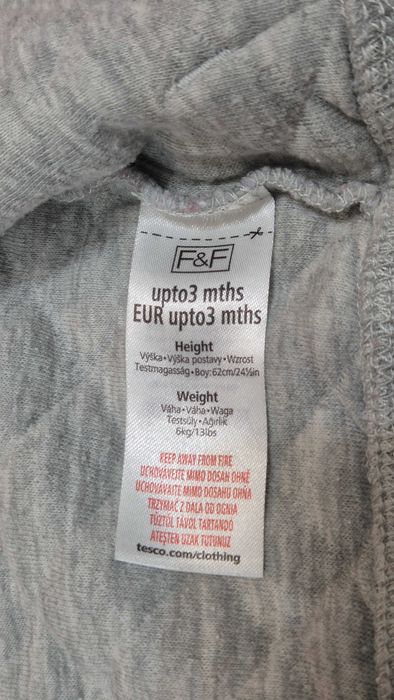 F&F
upto3 mths
EUR upto3 mths
Height
Výška•Výška postavy•Wzrost
Testmagasság•Boy:62cm/24½in
Weight
Váha•Váha•Waga
Testsúly•Ağırlık
6kg/13lbs
KEEP AWAY FROM FIRE
UCHOVÁVEJTE MIMO DOSAH OHNĚ
UCHOVÁVAJTE MIMO DOSAHU OHŇA
TRZYMAĆ Z DALA OD OGNIA
TŰZTŐL TÁVOL TARTANDÓ
ATEŞTEN UZAK TUTUNUZ
tesco.com/clothing